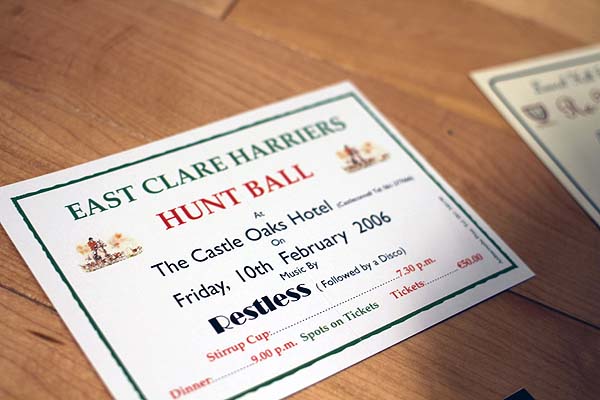 EAST CLARE HARRIERS
HUNT BALL
At
The Castle Oaks Hotel
On
Friday, 10th February 2006
Music By
Restless (Followed by a Disco)
Stirrup Cup......7.30 p.m.
Spots on Tickets
Dinner......9.00 p.m. Tickets:......€50.00